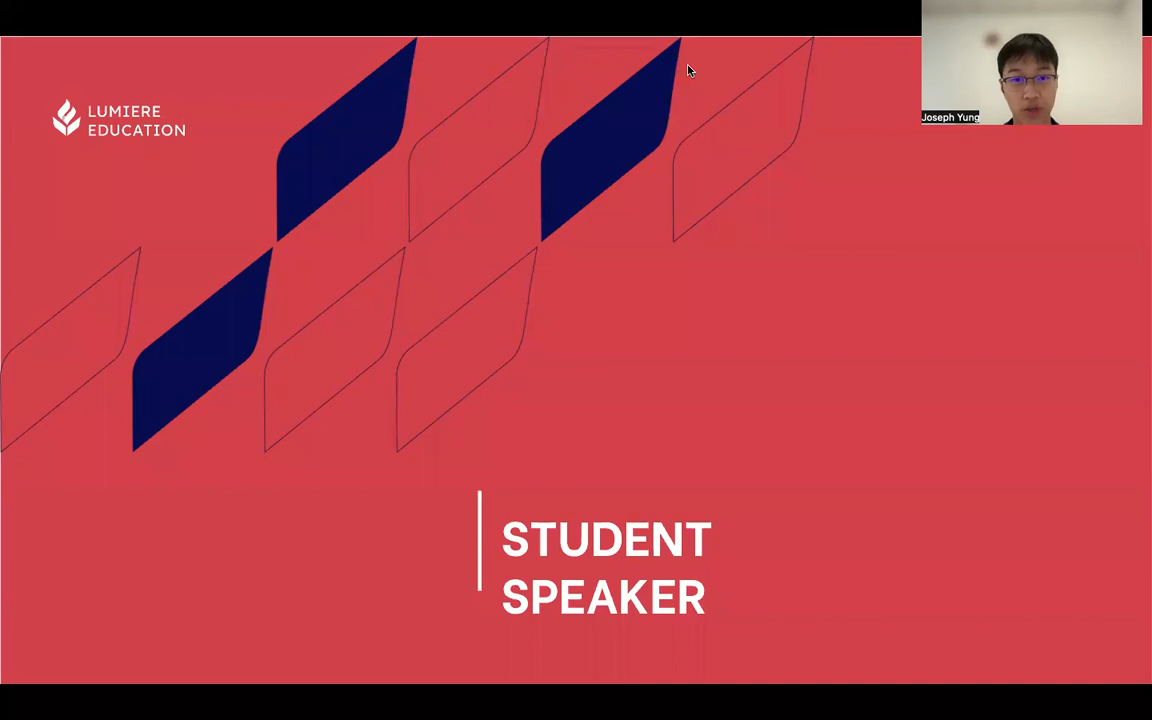 LUMIERE
EDUCATION
Joseph Yung
STUDENT
SPEAKER